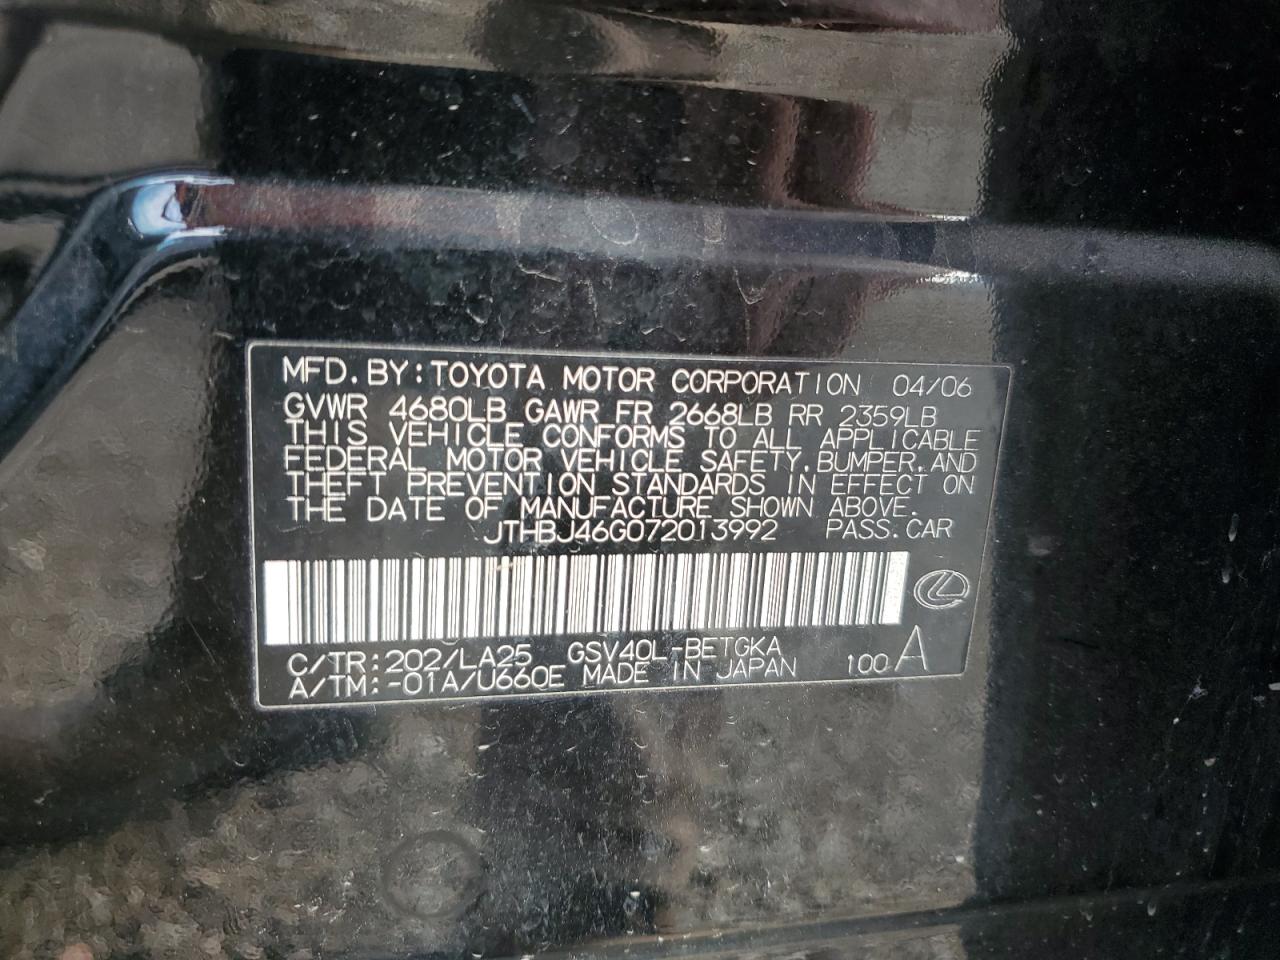 MFD. BY: TOYOTA MOTOR CORPORATION 04/06
GVWR 4680LB GAWR FR 2668LB RR 2359LB
THIS VEHICLE CONFORMS TO ALL APPLICABLE
FEDERAL MOTOR VEHICLE SAFETY, BUMPER, AND
THEFT PREVENTION STANDARDS IN EFFECT ON
THE DATE OF MANUFACTURE SHOWN ABOVE.
JTHBJ46G072013992 PASS. CAR
C/TR: 202/LA25 GSV40L-BETGKA
A/TM: -01A/U660E MADE IN JAPAN 100 A